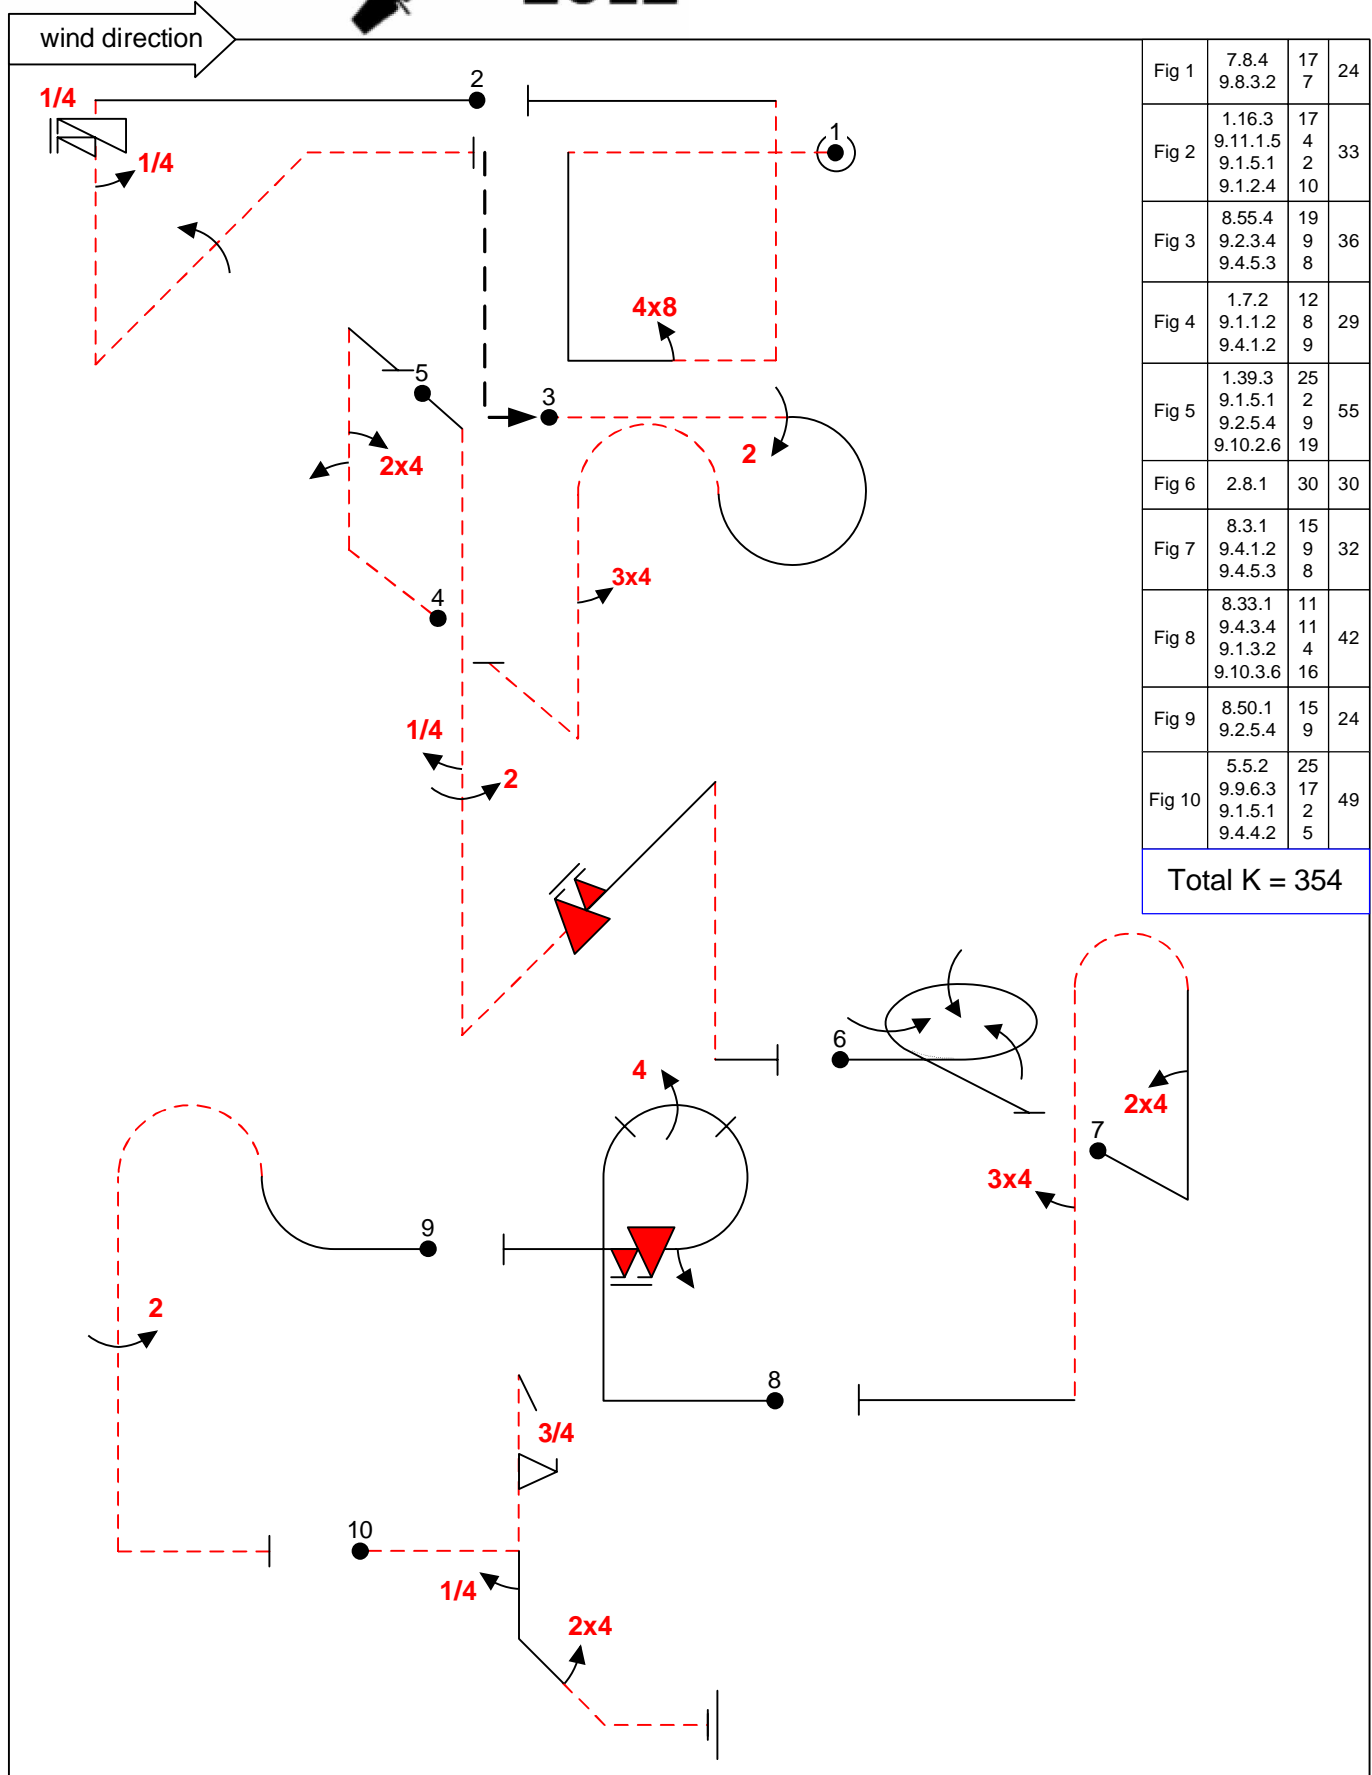 wind direction
Fig 1 7.8.4 17 24
9.8.3.2 7
Fig 2 1.16.3 17 33
9.11.1.5 4
9.1.5.1 2
9.1.2.4 10
Fig 3 8.55.4 19 36
9.2.3.4 9
9.4.5.3 8
Fig 4 1.7.2 12 29
9.1.1.2 8
9.4.1.2 9
Fig 5 1.39.3 25 55
9.1.5.1 2
9.2.5.4 9
9.10.2.6 19
Fig 6 2.8.1 30 30
Fig 7 8.3.1 15 32
9.4.1.2 9
9.4.5.3 8
Fig 8 8.33.1 11 42
9.4.3.4 11
9.1.3.2 4
9.10.3.6 16
Fig 9 8.50.1 15 24
9.2.5.4 9
Fig 10 5.5.2 25 49
9.9.6.3 17
9.1.5.1 2
9.4.4.2 5
Total K = 354
2
1/4
1
1/4
4x8
5
3
2
2x4
3x4
4
1/4
2
6
4
2x4
7
3x4
9
2
8
3/4
10
1/4
2x4